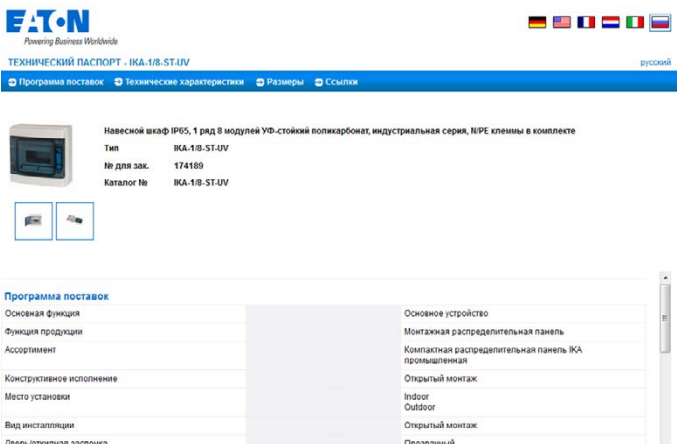 EATON
Powering Business Worldwide
ТЕХНИЧЕСКИЙ ПАСПОРТ - IKA-1/8-ST-UV
русский
Программа поставок Технические характеристики Размеры Ссылки
Навесной шкаф IP65, 1 ряд 8 модулей УФ-стойкий поликарбонат, индустриальная серия, N/PE клеммы в комплекте
Тип IKA-1/8-ST-UV
№ для зак. 174189
Каталог № IKA-1/8-ST-UV
Программа поставок
Основная функция Основное устройство
Функция продукции Монтажная распределительная панель
Ассортимент Компактная распределительная панель IKA
промышленная
Конструктивное исполнение Открытый монтаж
Место установки Indoor
Outdoor
Вид инсталляции Открытый монтаж
Дверь/откидная заслонка Прозрачный